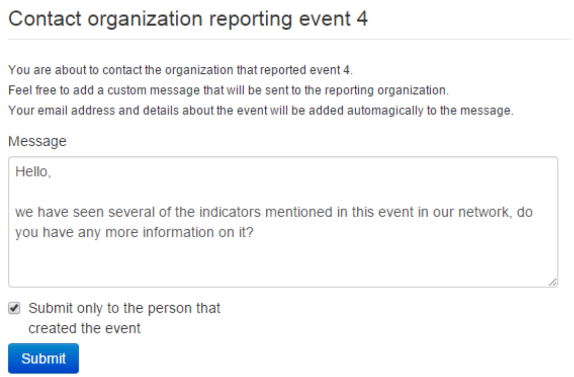 Contact organization reporting event 4
You are about to contact the organization that reported event 4.
Feel free to add a custom message that will be sent to the reporting organization.
Your email address and details about the event will be added automagically to the message.
Message
Hello,
we have seen several of the indicators mentioned in this event in our network, do
you have any more information on it?
Submit only to the person that
created the event
Submit